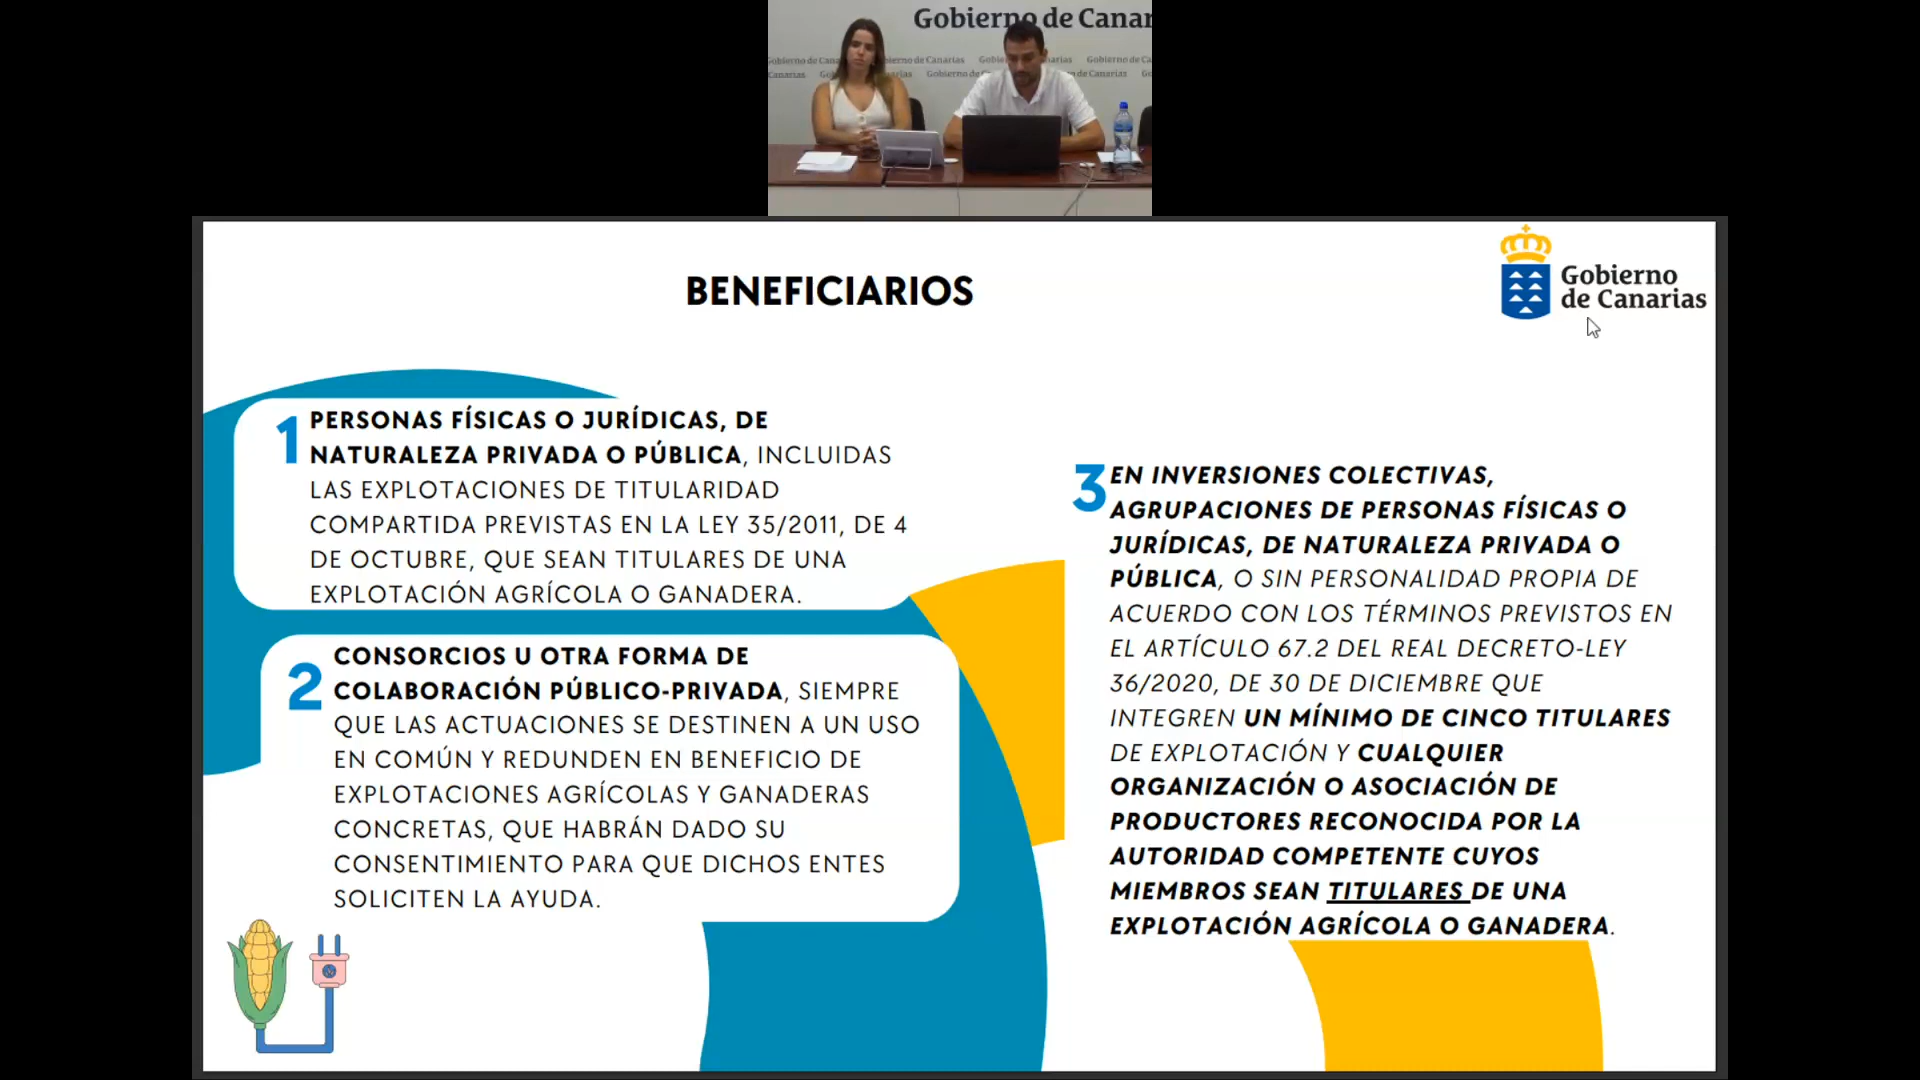 Gobierno de Canar
Gobierno de Canarias
BENEFICIARIOS
Gobierno
de Canarias
1
PERSONAS FÍSICAS O JURÍDICAS, DE
NATURALEZA PRIVADA O PÚBLICA, INCLUIDAS
LAS EXPLOTACIONES DE TITULARIDAD
COMPARTIDA PREVISTAS EN LA LEY 35/2011, DE 4
DE OCTUBRE, QUE SEAN TITULARES DE UNA
EXPLOTACIÓN AGRÍCOLA O GANADERA.
2
CONSORCIOS U OTRA FORMA DE
COLABORACIÓN PÚBLICO-PRIVADA, SIEMPRE
QUE LAS ACTUACIONES SE DESTINEN A UN USO
EN COMÚN Y REDUNDEN EN BENEFICIO DE
EXPLOTACIONES AGRÍCOLAS Y GANADERAS
CONCRETAS, QUE HABRÁN DADO SU
CONSENTIMIENTO PARA QUE DICHOS ENTES
SOLICITEN LA AYUDA.
3
EN INVERSIONES COLECTIVAS,
AGRUPACIONES DE PERSONAS FÍSICAS O
JURÍDICAS, DE NATURALEZA PRIVADA O
PÚBLICA, O SIN PERSONALIDAD PROPIA DE
ACUERDO CON LOS TÉRMINOS PREVISTOS EN
EL ARTÍCULO 67.2 DEL REAL DECRETO-LEY
36/2020, DE 30 DE DICIEMBRE QUE
INTEGREN UN MÍNIMO DE CINCO TITULARES
DE EXPLOTACIÓN Y CUALQUIER
ORGANIZACIÓN O ASOCIACIÓN DE
PRODUCTORES RECONOCIDA POR LA
AUTORIDAD COMPETENTE CUYOS
MIEMBROS SEAN TITULARES DE UNA
EXPLOTACIÓN AGRÍCOLA O GANADERA.